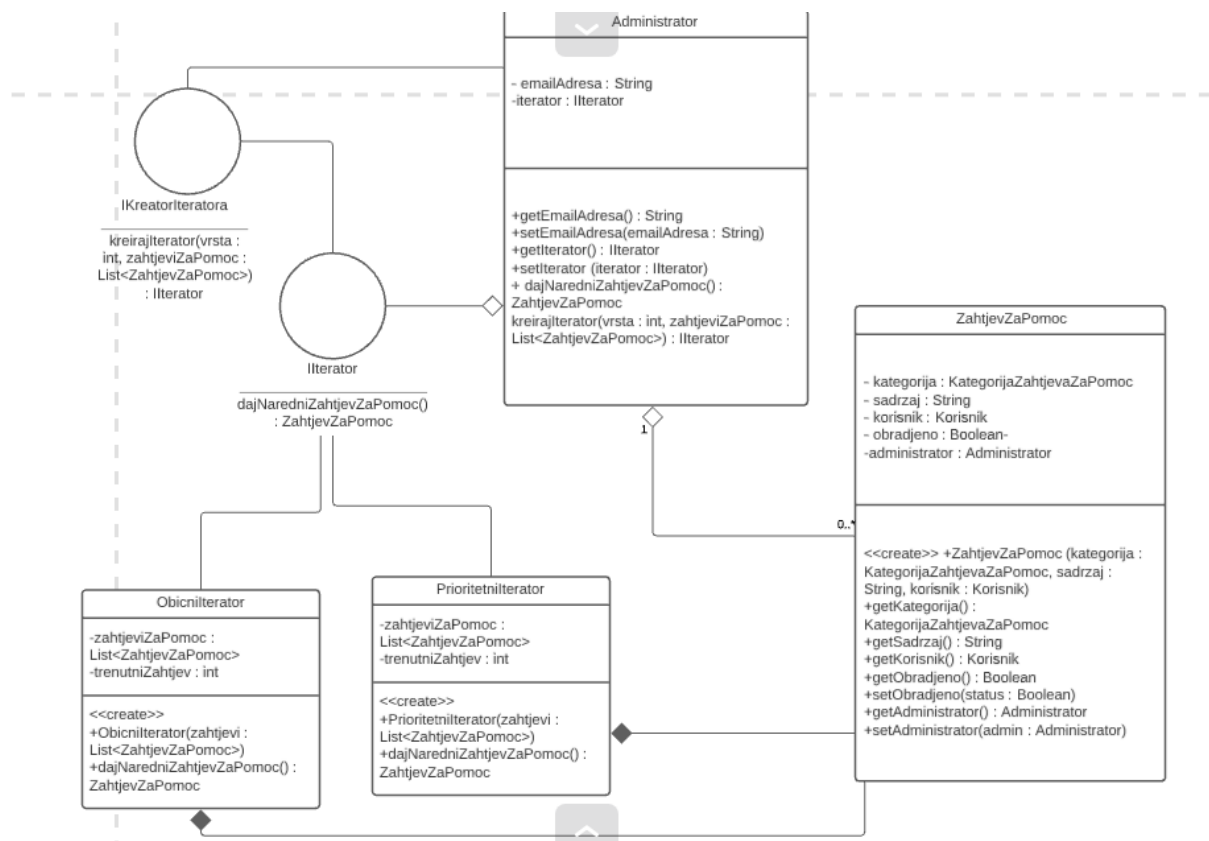 Administrator
- emailAdresa : String
-iterator : IIterator
+getEmailAdresa() : String
+setEmailAdresa(emailAdresa : String)
+getIterator() : IIterator
+setIterator (iterator : IIterator)
+ dajNaredniZahtjevZaPomoc() :
ZahtjevZaPomoc
kreirajIterator(vrsta : int, zahtjeviZaPomoc :
List<ZahtjevZaPomoc>) : IIterator
IKreatorIteratora
kreirajIterator(vrsta :
int, zahtjeviZaPomoc :
List<ZahtjevZaPomoc>)
: IIterator
IIterator
dajNaredniZahtjevZaPomoc()
: ZahtjevZaPomoc
1
0..*
ZahtjevZaPomoc
- kategorija : KategorijaZahtjevaZaPomoc
- sadrzaj : String
- korisnik : Korisnik
- obradjeno : Boolean-
-administrator : Administrator
<<create>> +ZahtjevZaPomoc (kategorija :
KategorijaZahtjevaZaPomoc, sadrzaj :
String, korisnik : Korisnik)
+getKategorija() :
KategorijaZahtjevaZaPomoc
+getSadrzaj() : String
+getKorisnik() : Korisnik
+getObradjeno() : Boolean
+setObradjeno(status : Boolean)
+getAdministrator() : Administrator
+setAdministrator(admin : Administrator)
ObicniIterator
-zahtjeviZaPomoc :
List<ZahtjevZaPomoc>
-trenutniZahtjev : int
<<create>>
+ObicniIterator(zahtjevi :
List<ZahtjevZaPomoc>)
+dajNaredniZahtjevZaPomoc() :
ZahtjevZaPomoc
PrioritetniIterator
-zahtjeviZaPomoc :
List<ZahtjevZaPomoc>
-trenutniZahtjev : int
<<create>>
+PrioritetniIterator(zahtjevi :
List<ZahtjevZaPomoc>)
+dajNaredniZahtjevZaPomoc() :
ZahtjevZaPomoc